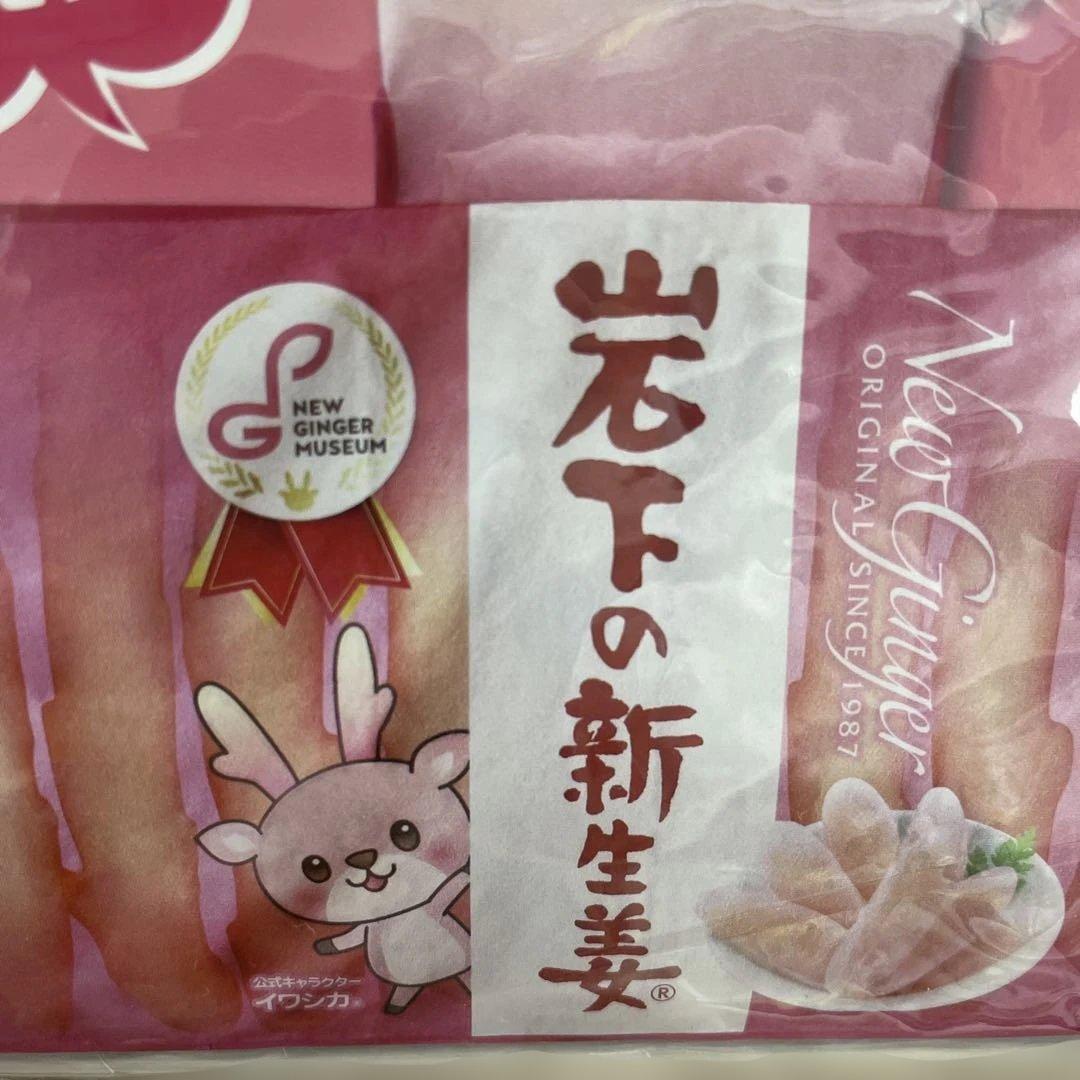 NEW
GINGER
MUSEUM
岩下の新生姜®
New Ginger
ORIGINAL SINCE 1987
公式キャラクター
イワシカ